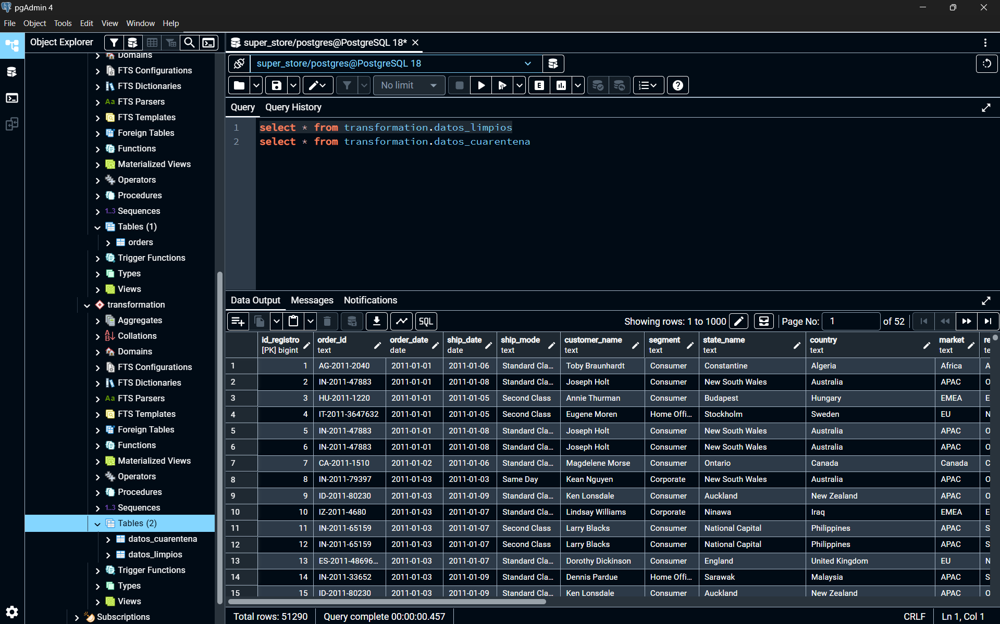 pgAdmin 4
File Object Tools Edit View Window Help
Object Explorer
super_store/postgres@PostgreSQL 18*
super_store/postgres@PostgreSQL 18
No limit
E
Query Query History
1 select * from transformation.datos_limpios
2 select * from transformation.datos_cuarentena
Domains
FTS Configurations
FTS Dictionaries
Aa FTS Parsers
FTS Templates
Foreign Tables
Functions
Materialized Views
Operators
Procedures
1..3 Sequences
Tables (1)
orders
Trigger Functions
Types
Views
transformation
Aggregates
Collations
Domains
FTS Configurations
FTS Dictionaries
Aa FTS Parsers
FTS Templates
Foreign Tables
Functions
Materialized Views
Operators
Procedures
1..3 Sequences
Tables (2)
datos_cuarentena
datos_limpios
Trigger Functions
Types
Views
Subscriptions
Data Output Messages Notifications
SQL Showing rows: 1 to 1000 Page No: 1 of 52
id_registro order_id order_date ship_date ship_mode customer_name segment state_name country market re
[PK] bigint text date date text text text text text text te
1 1 AG-2011-2040 2011-01-01 2011-01-06 Standard Cla... Toby Braunhardt Consumer Constantine Algeria Africa A
2 2 IN-2011-47883 2011-01-01 2011-01-08 Standard Cla... Joseph Holt Consumer New South Wales Australia APAC O
3 3 HU-2011-1220 2011-01-01 2011-01-05 Second Class Annie Thurman Consumer Budapest Hungary EMEA E
4 4 IT-2011-3647632 2011-01-01 2011-01-05 Second Class Eugene Moren Home Offi... Stockholm Sweden EU N
5 5 IN-2011-47883 2011-01-01 2011-01-08 Standard Cla... Joseph Holt Consumer New South Wales Australia APAC O
6 6 IN-2011-47883 2011-01-01 2011-01-08 Standard Cla... Joseph Holt Consumer New South Wales Australia APAC O
7 7 CA-2011-1510 2011-01-02 2011-01-06 Standard Cla... Magdelene Morse Consumer Ontario Canada Canada C
8 8 IN-2011-79397 2011-01-03 2011-01-03 Same Day Kean Nguyen Corporate New South Wales Australia APAC O
9 9 ID-2011-80230 2011-01-03 2011-01-09 Standard Cla... Ken Lonsdale Consumer Auckland New Zealand APAC O
10 10 IZ-2011-4680 2011-01-03 2011-01-07 Standard Cla... Lindsay Williams Corporate Ninawa Iraq EMEA E
11 11 IN-2011-65159 2011-01-03 2011-01-07 Second Class Larry Blacks Consumer National Capital Philippines APAC S
12 12 IN-2011-65159 2011-01-03 2011-01-07 Second Class Larry Blacks Consumer National Capital Philippines APAC S
13 13 ES-2011-48696... 2011-01-03 2011-01-07 Standard Cla... Dorothy Dickinson Consumer England United Kingdom EU N
14 14 IN-2011-33652 2011-01-03 2011-01-09 Standard Cla... Dennis Pardue Home Offi... Sarawak Malaysia APAC S
15 15 ID-2011-80230 2011-01-03 2011-01-09 Standard Cla... Ken Lonsdale Consumer Auckland New Zealand APAC O
Total rows: 51290 Query complete 00:00:00.457 CRLF Ln 1, Col 1